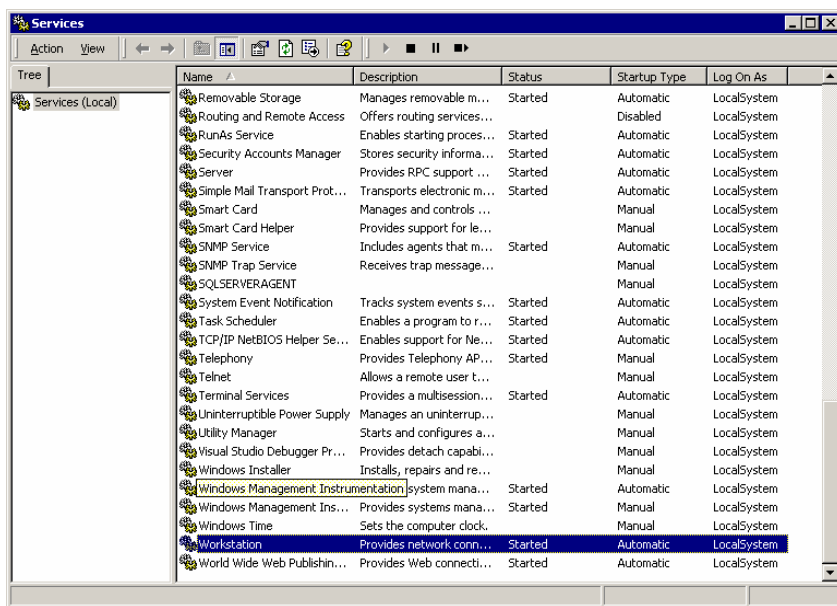 Services
Action View
Tree
Name Description Status Startup Type Log On As
Services (Local)
Removable Storage Manages removable m... Started Automatic LocalSystem
Routing and Remote Access Offers routing services... Disabled LocalSystem
RunAs Service Enables starting proces... Started Automatic LocalSystem
Security Accounts Manager Stores security informa... Started Automatic LocalSystem
Server Provides RPC support ... Started Automatic LocalSystem
Simple Mail Transport Prot... Transports electronic m... Started Automatic LocalSystem
Smart Card Manages and controls ... Manual LocalSystem
Smart Card Helper Provides support for le... Manual LocalSystem
SNMP Service Includes agents that m... Started Automatic LocalSystem
SNMP Trap Service Receives trap message... Manual LocalSystem
SQLSERVERAGENT Manual LocalSystem
System Event Notification Tracks system events s... Started Automatic LocalSystem
Task Scheduler Enables a program to r... Started Automatic LocalSystem
TCP/IP NetBIOS Helper Se... Enables support for Ne... Started Automatic LocalSystem
Telephony Provides Telephony AP... Started Manual LocalSystem
Telnet Allows a remote user t... Manual LocalSystem
Terminal Services Provides a multisession... Started Automatic LocalSystem
Uninterruptible Power Supply Manages an uninterrup... Manual LocalSystem
Utility Manager Starts and configures a... Manual LocalSystem
Visual Studio Debugger Pr... Provides detach capabi... Manual LocalSystem
Windows Installer Installs, repairs and re... Manual LocalSystem
Windows Management Instrumentation system mana... Started Automatic LocalSystem
Windows Management Ins... Provides systems mana... Started Manual LocalSystem
Windows Time Sets the computer clock. Manual LocalSystem
Workstation Provides network conn... Started Automatic LocalSystem
World Wide Web Publishin... Provides Web connecti... Started Automatic LocalSystem